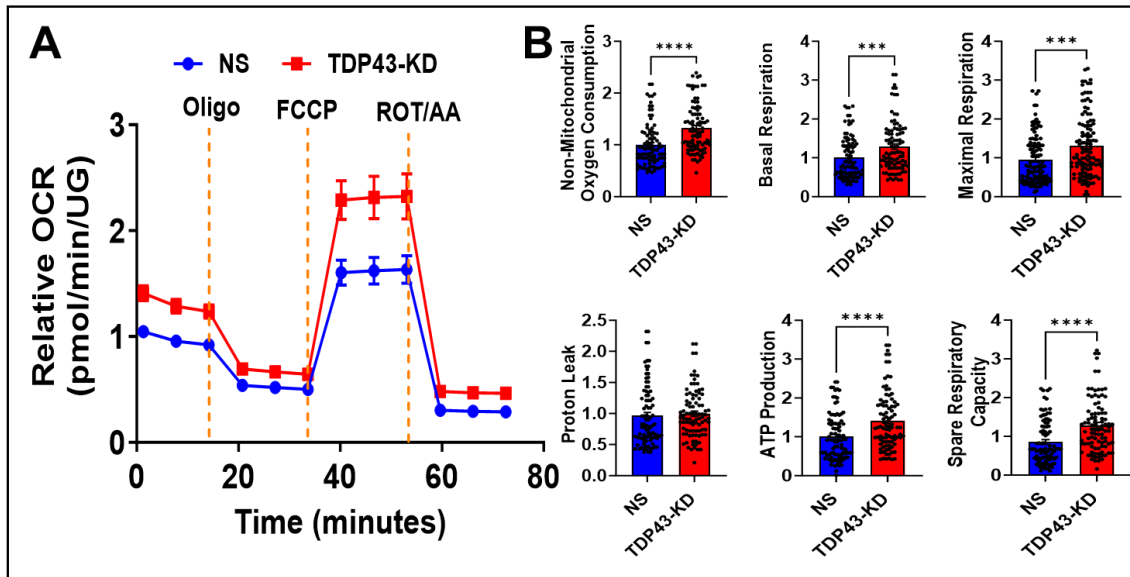 A
NS
TDP43-KD
Oligo
FCCP
ROT/AA
Relative OCR
(pmol/min/UG)
3
2
1
0
0
20
40
60
80
Time (minutes)
B
Non-Mitochondrial
Oxygen Consumption
3
2
1
0
****
NS
TDP43-KD
Basal Respiration
4
3
2
1
0
***
NS
TDP43-KD
Maximal Respiration
4
3
2
1
0
***
NS
TDP43-KD
Proton Leak
2.5
2.0
1.5
1.0
0.5
0.0
NS
TDP43-KD
ATP Production
4
3
2
1
0
****
NS
TDP43-KD
Spare Respiratory
Capacity
4
3
2
1
0
****
NS
TDP43-KD